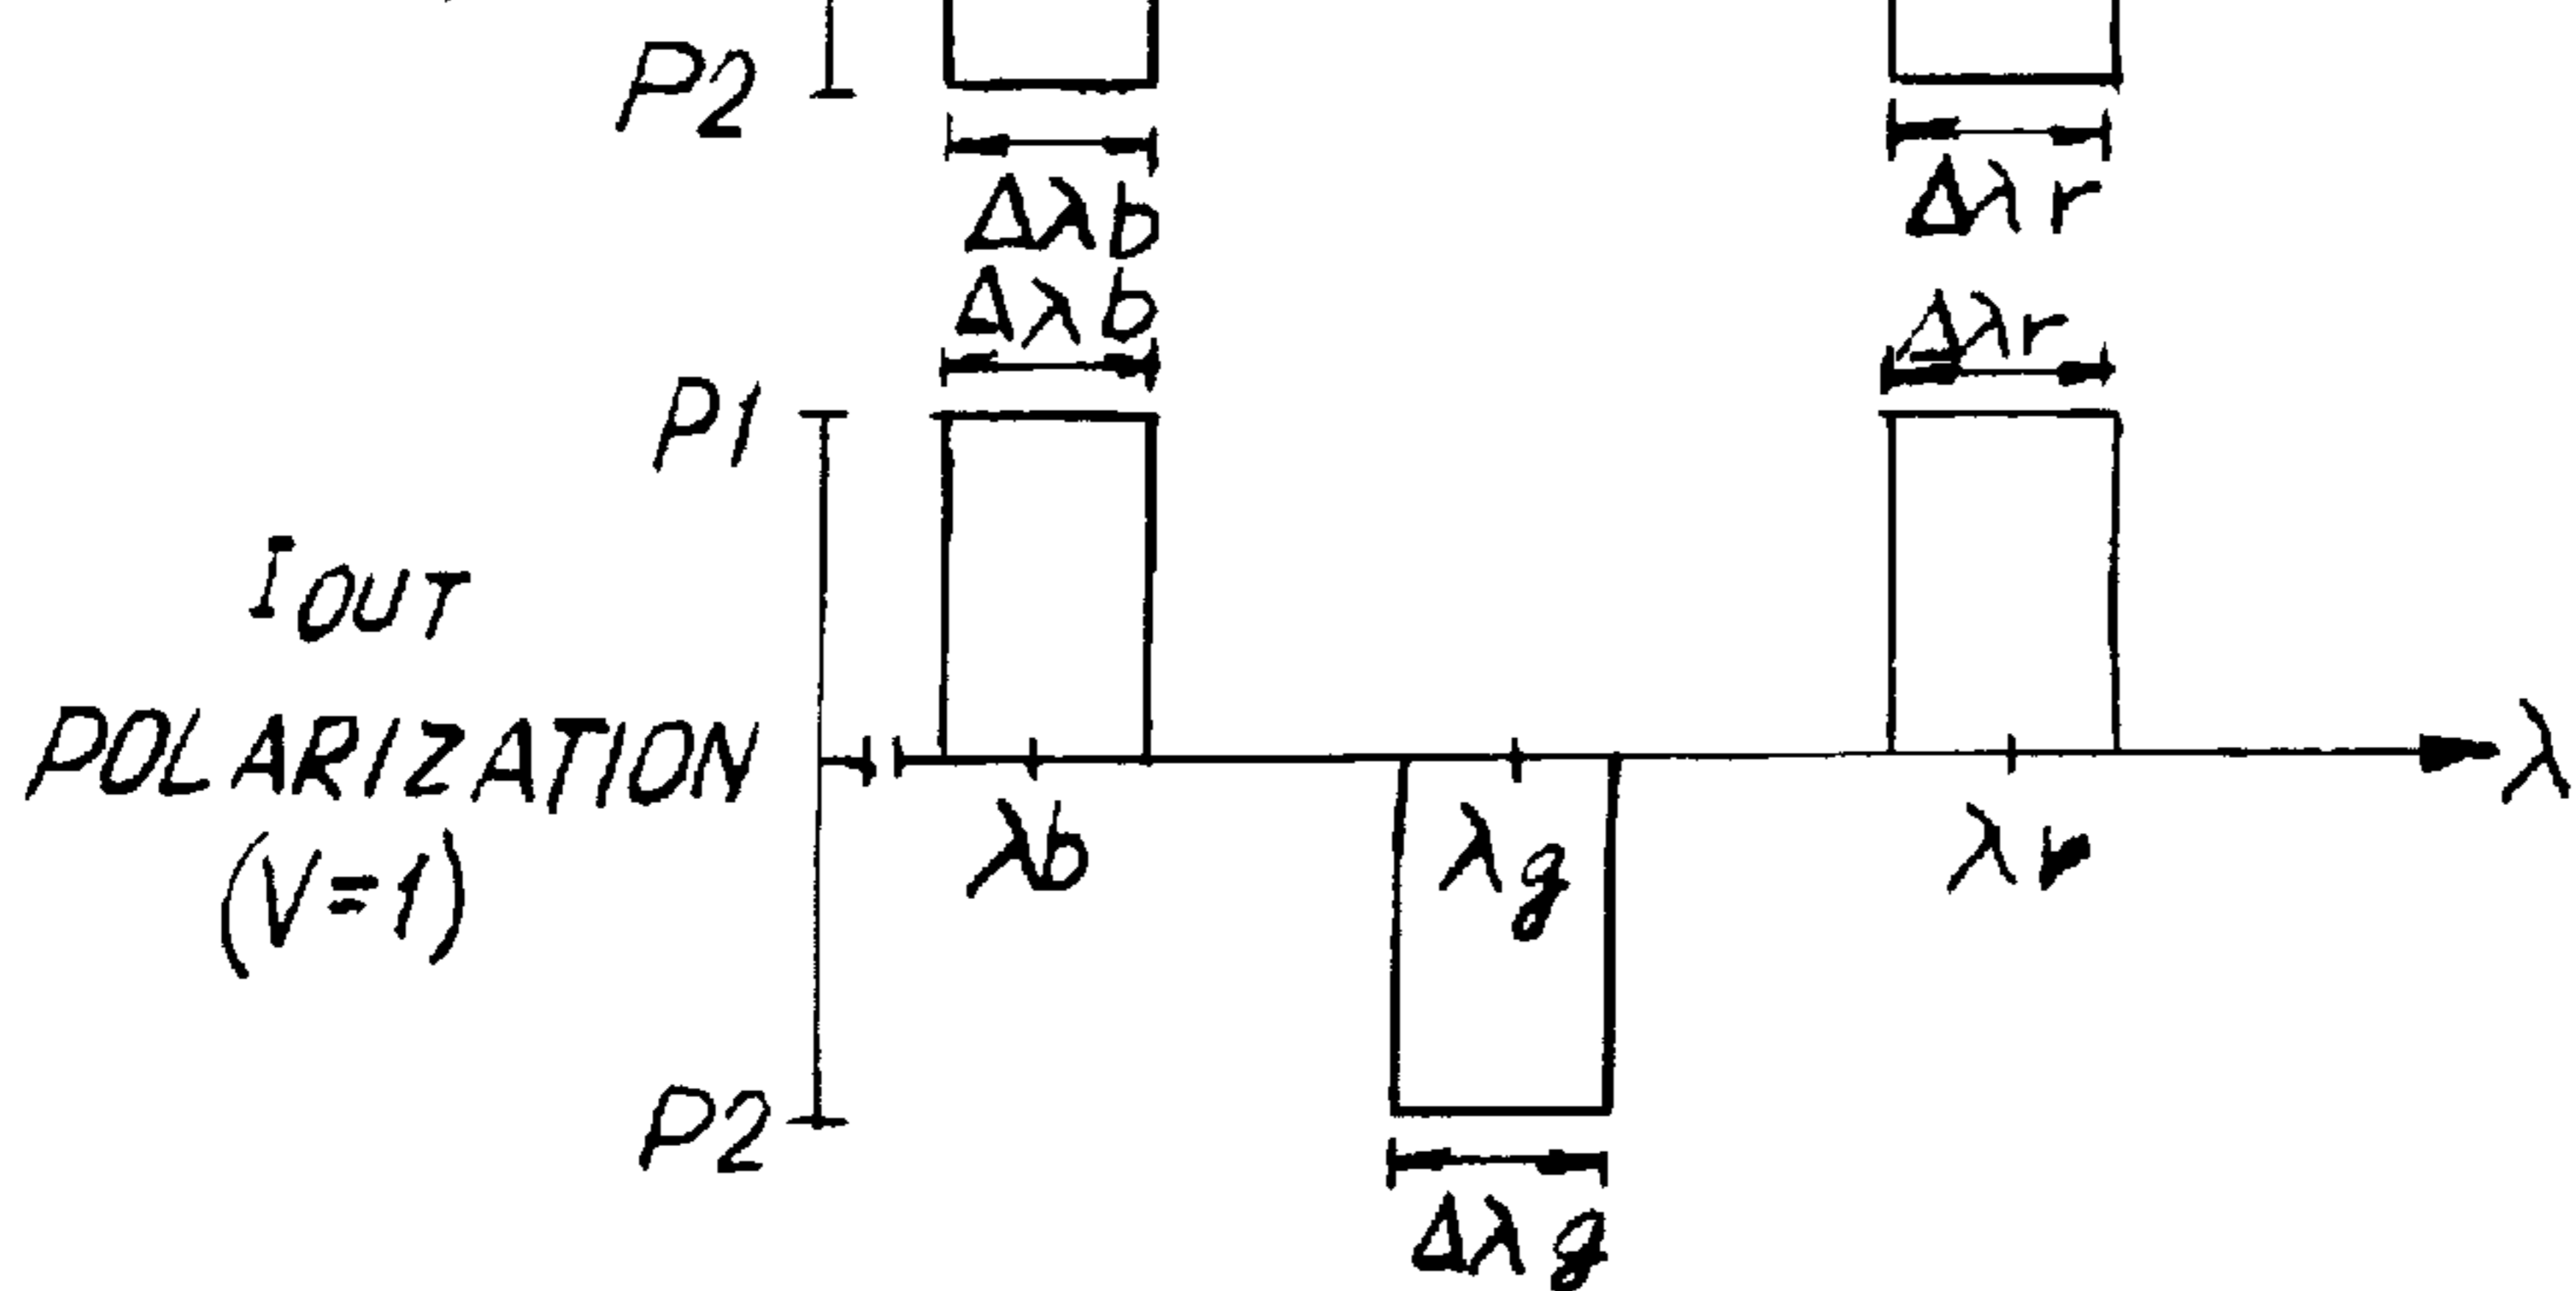 P2
Δλb Δλr
Δλb Δλr
P1
IOUT
POLARIZATION
(V=1)
λ
λb λg λr
P2
Δλg